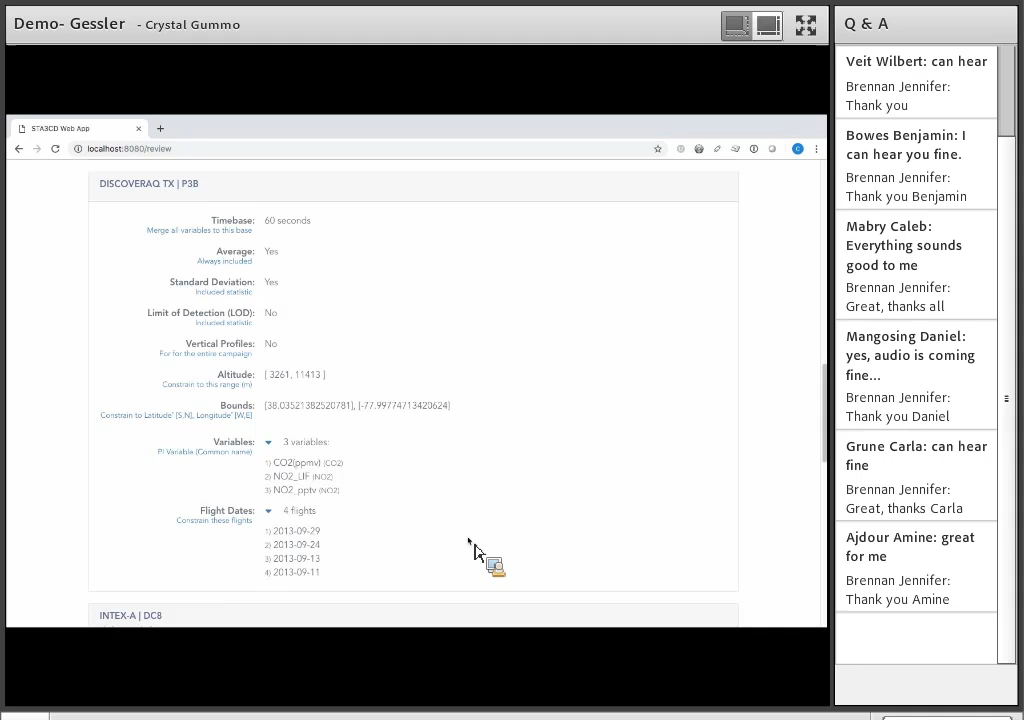 Demo- Gessler - Crystal Gummo
STA3CD Web App
localhost:8080/review
DISCOVERAQ TX | P3B
Timebase: 60 seconds
Merge all variables to this base
Average: Yes
Always included
Standard Deviation: Yes
Included statistic
Limit of Detection (LOD): No
Included statistic
Vertical Profiles: No
For for the entire campaign
Altitude: [ 3261, 11413 ]
Constrain to this range (m)
Bounds: [38.03521382520781], [-77.99774713420624]
Constrain to Latitude° [S,N], Longitude° [W,E]
Variables: 3 variables:
PI Variable (Common name)
1) CO2(ppmv) (CO2)
2) NO2_LIF (NO2)
3) NO2_pptv (NO2)
Flight Dates: 4 flights
Constrain these flights
1) 2013-09-29
2) 2013-09-24
3) 2013-09-13
4) 2013-09-11
INTEX-A | DC8
Q & A
Veit Wilbert: can hear
Brennan Jennifer:
Thank you
Bowes Benjamin: I
can hear you fine.
Brennan Jennifer:
Thank you Benjamin
Mabry Caleb:
Everything sounds
good to me
Brennan Jennifer:
Great, thanks all
Mangosing Daniel:
yes, audio is coming
fine...
Brennan Jennifer:
Thank you Daniel
Grune Carla: can hear
fine
Brennan Jennifer:
Great, thanks Carla
Ajdour Amine: great
for me
Brennan Jennifer:
Thank you Amine